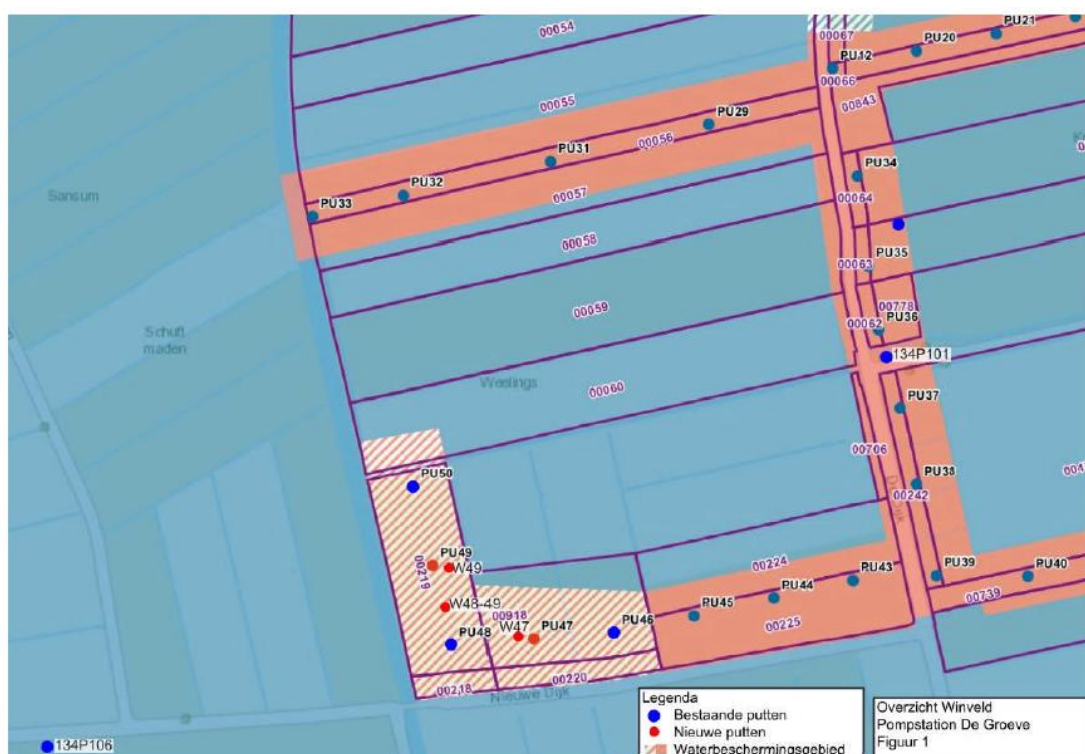 00054
00067
PU21
PU20
PU12
00066
00843
00055
PU29
00056
PU31
PU32
PU33
Sansum
00057
PU34
00064
00058
PU35
00063
00778
00059
PU36
00062
134P101
Schuft
maden
Weelings
00060
PU37
00706
PU38
00242
De Dijk
PU50
PU49
W49
00219
00224
PU39
PU40
PU43
PU44
00739
W48-49
00918
W47
PU47
PU46
PU45
00225
PU48
00218
00220
Nieuwe Dijk
134P106
Legenda
Bestaande putten
Nieuwe putten
Waterbeschermingsgebied
Overzicht Winveld
Pompstation De Groeve
Figuur 1